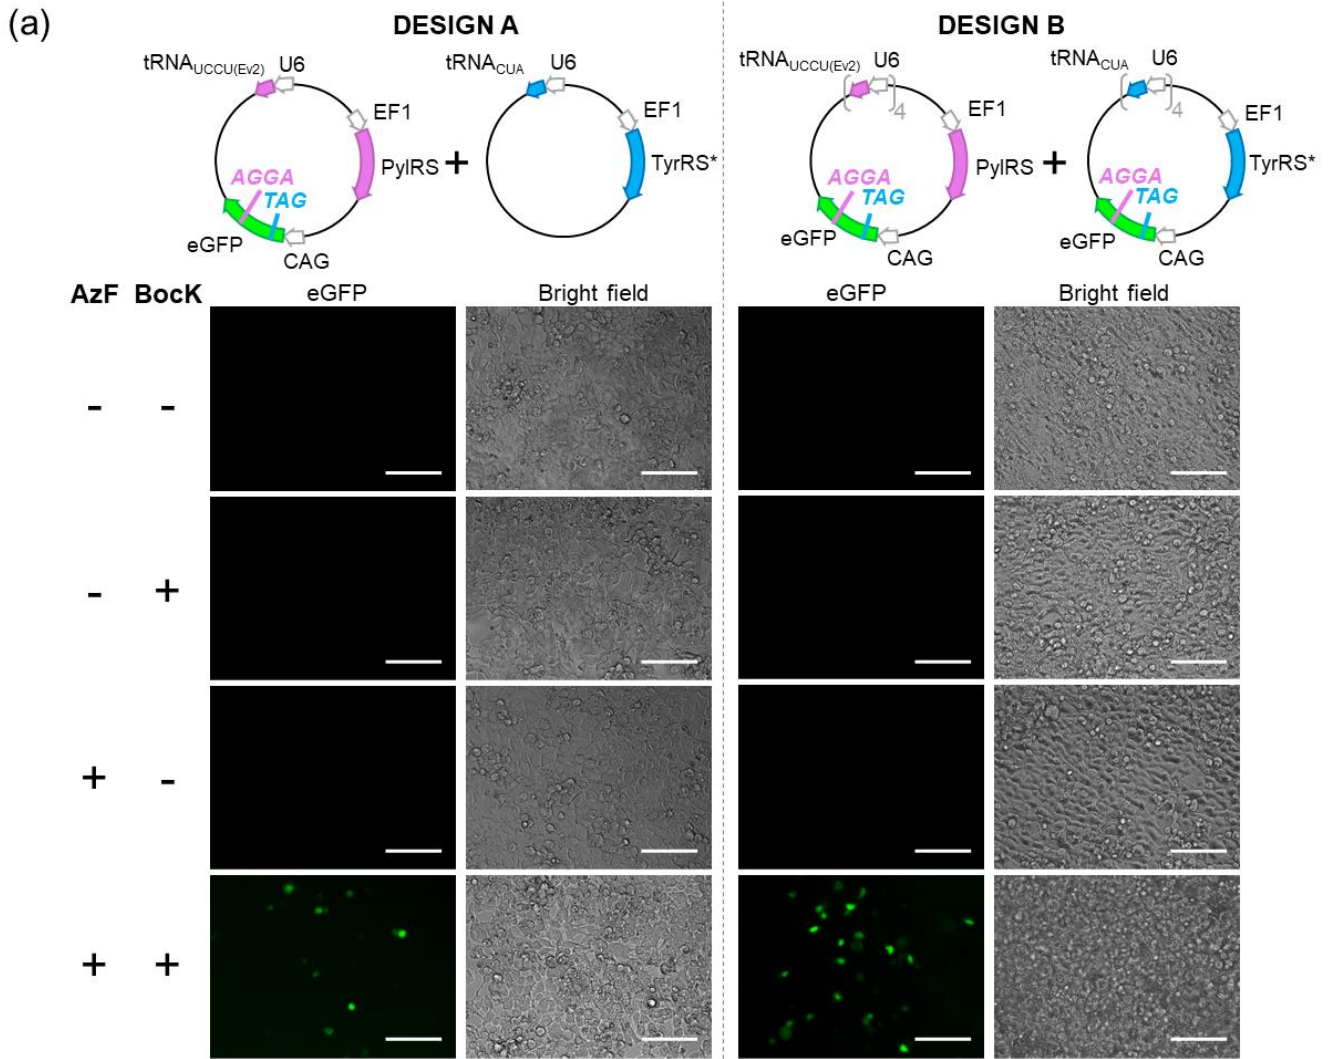 (a)
DESIGN A
DESIGN B
tRNAUCCU(Ev2) U6
tRNACUA U6
tRNAUCCU(Ev2) U6
tRNACUA U6
4
4
EF1
EF1
EF1
EF1
PylRS + TyrRS*
PylRS + TyrRS*
AGGA
TAG
AGGA
TAG
AGGA
TAG
eGFP
CAG
eGFP
CAG
eGFP
CAG
AzF BocK eGFP Bright field eGFP Bright field
- -
- +
+ -
+ +